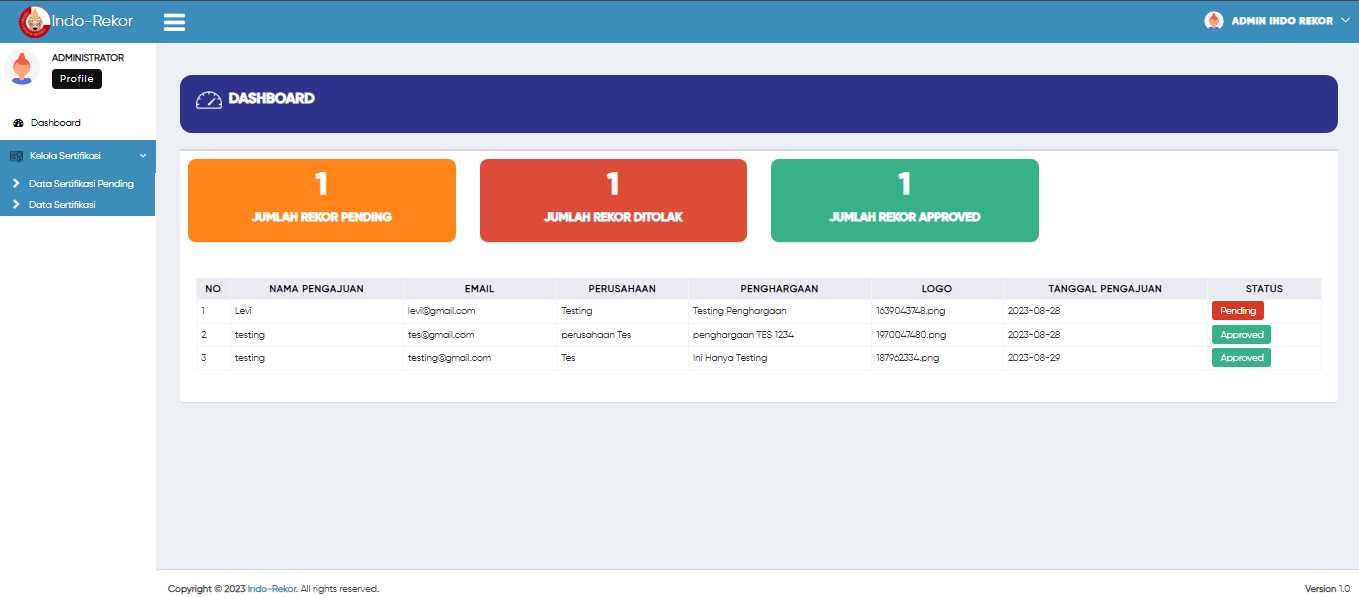 Indo-Rekor
ADMIN INDO REKOR
ADMINISTRATOR
Profile
Dashboard
Kelola Sertifikasi
Data Sertifikasi Pending
Data Sertifikasi
DASHBOARD
1
JUMLAH REKOR PENDING
1
JUMLAH REKOR DITOLAK
1
JUMLAH REKOR APPROVED
NO NAMA PENGAJUAN EMAIL PERUSAHAAN PENGHARGAAN LOGO TANGGAL PENGAJUAN STATUS
1 Levi levi@gmail.com Testing Testing Penghargaan 1639043748.png 2023-08-28 Pending
2 testing tes@gmail.com perusahaan Tes penghargaan TES 1234 1970047480.png 2023-08-28 Approved
3 testing testing@gmail.com Tes Ini Hanya Testing 187962334.png 2023-08-29 Approved
Copyright © 2023 Indo-Rekor. All rights reserved.
Version 1.0